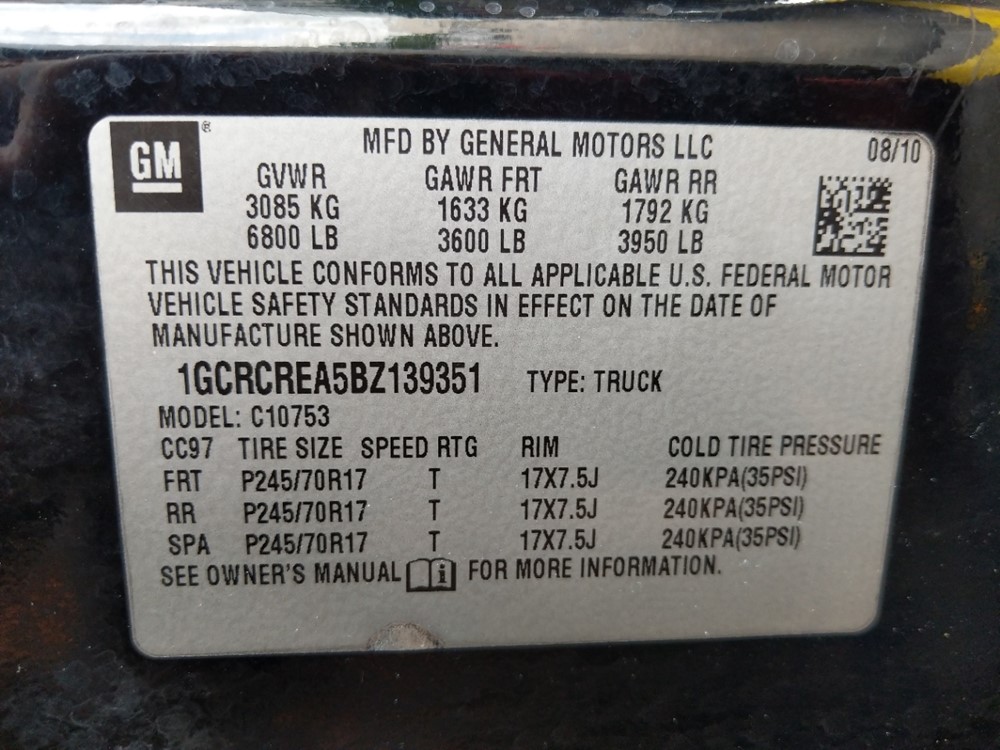 GM®
MFD BY GENERAL MOTORS LLC 08/10
GVWR GAWR FRT GAWR RR
3085 KG 1633 KG 1792 KG
6800 LB 3600 LB 3950 LB
THIS VEHICLE CONFORMS TO ALL APPLICABLE U.S. FEDERAL MOTOR
VEHICLE SAFETY STANDARDS IN EFFECT ON THE DATE OF
MANUFACTURE SHOWN ABOVE.
1GCRCREA5BZ139351 TYPE: TRUCK
MODEL: C10753
CC97 TIRE SIZE SPEED RTG RIM COLD TIRE PRESSURE
FRT P245/70R17 T 17X7.5J 240KPA(35PSI)
RR P245/70R17 T 17X7.5J 240KPA(35PSI)
SPA P245/70R17 T 17X7.5J 240KPA(35PSI)
SEE OWNER'S MANUAL i FOR MORE INFORMATION.